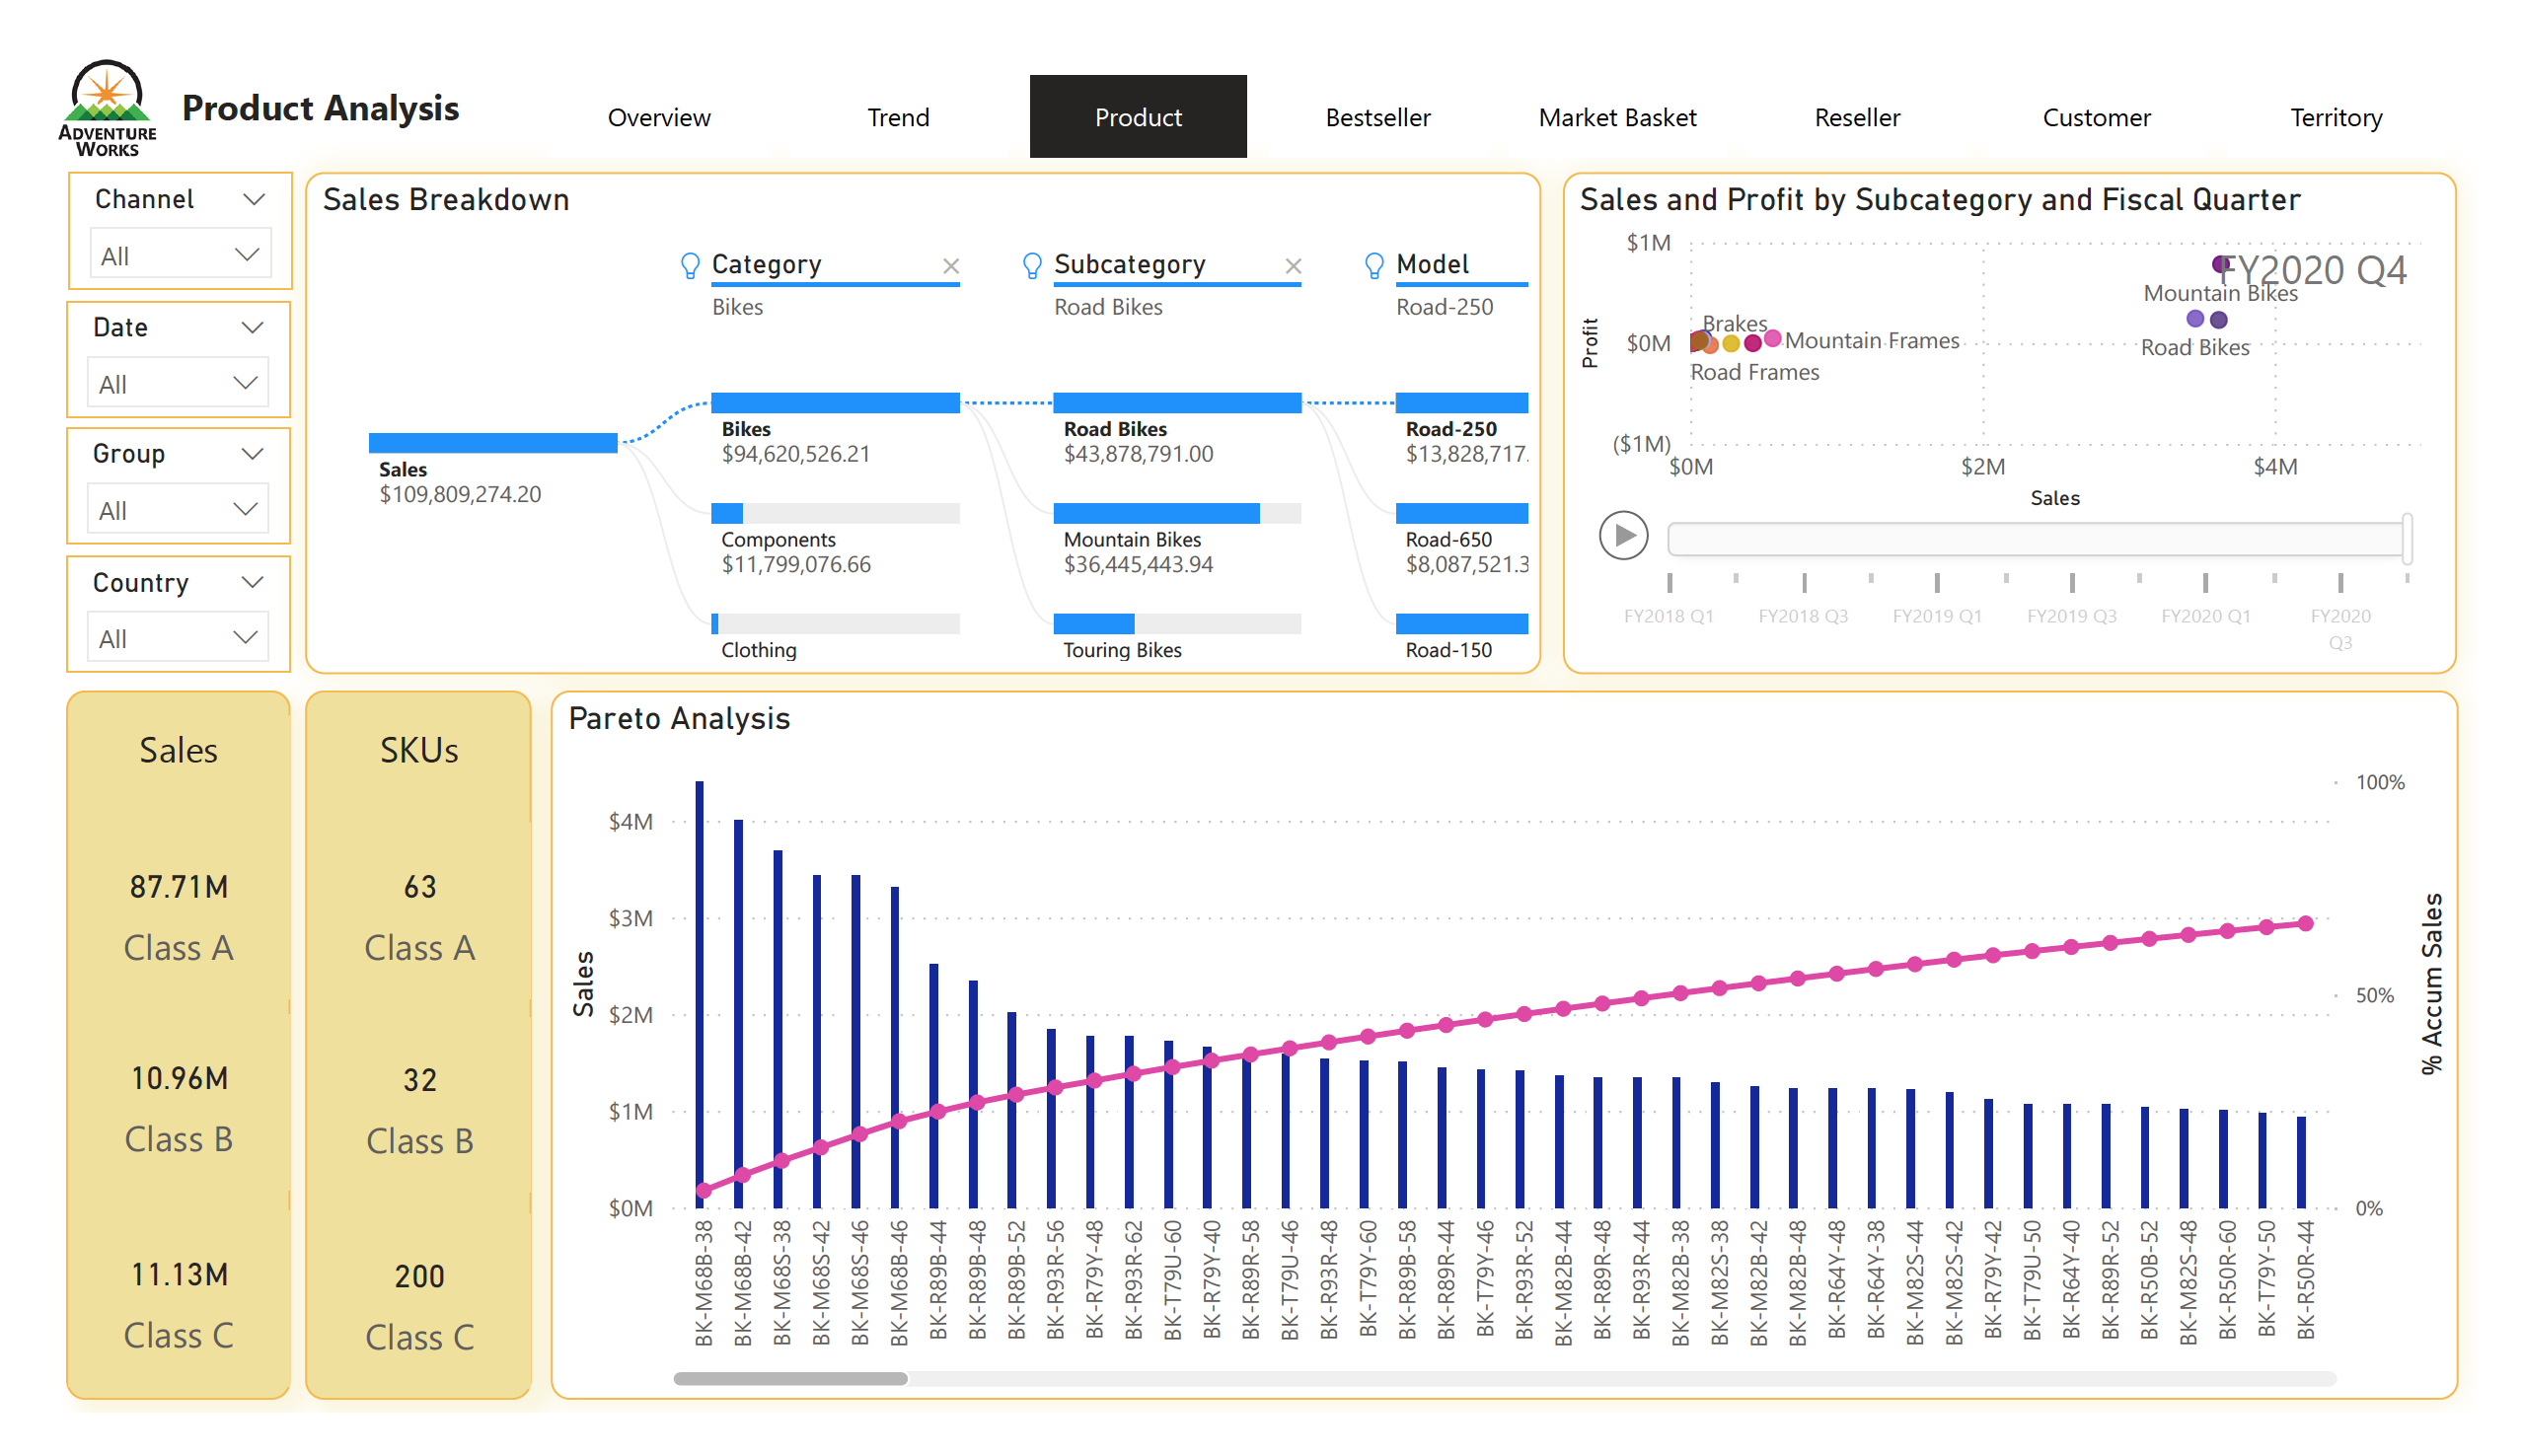 ADVENTURE
WORKS
Product Analysis
Overview
Trend
Product
Bestseller
Market Basket
Reseller
Customer
Territory
Channel
All
Date
All
Group
All
Country
All
Sales Breakdown
Category
Bikes
Subcategory
Road Bikes
Model
Road-250
Sales
$109,809,274.20
Bikes
$94,620,526.21
Components
$11,799,076.66
Clothing
Road Bikes
$43,878,791.00
Mountain Bikes
$36,445,443.94
Touring Bikes
Road-250
$13,828,717.
Road-650
$8,087,521.3
Road-150
Sales and Profit by Subcategory and Fiscal Quarter
$1M
$0M
($1M)
Profit
FY2020 Q4
Mountain Bikes
Road Bikes
Brakes
Mountain Frames
Road Frames
$0M
$2M
$4M
Sales
FY2018 Q1
FY2018 Q3
FY2019 Q1
FY2019 Q3
FY2020 Q1
FY2020
Q3
Sales
87.71M
Class A
10.96M
Class B
11.13M
Class C
SKUs
63
Class A
32
Class B
200
Class C
Pareto Analysis
Sales
$4M
$3M
$2M
$1M
$0M
100%
50%
0%
% Accum Sales
BK-M68B-38
BK-M68B-42
BK-M68S-38
BK-M68S-42
BK-M68S-46
BK-M68B-46
BK-R89B-44
BK-R89B-48
BK-R89B-52
BK-R93R-56
BK-R79Y-48
BK-R93R-62
BK-T79U-60
BK-R79Y-40
BK-R89R-58
BK-T79U-46
BK-R93R-48
BK-T79Y-60
BK-R89B-58
BK-R89R-44
BK-T79Y-46
BK-R93R-52
BK-M82B-44
BK-R89R-48
BK-R93R-44
BK-M82B-38
BK-M82S-38
BK-M82B-42
BK-M82B-48
BK-R64Y-48
BK-R64Y-38
BK-M82S-44
BK-M82S-42
BK-R79Y-42
BK-T79U-50
BK-R64Y-40
BK-R89R-52
BK-R50B-52
BK-M82S-48
BK-R50R-60
BK-T79Y-50
BK-R50R-44